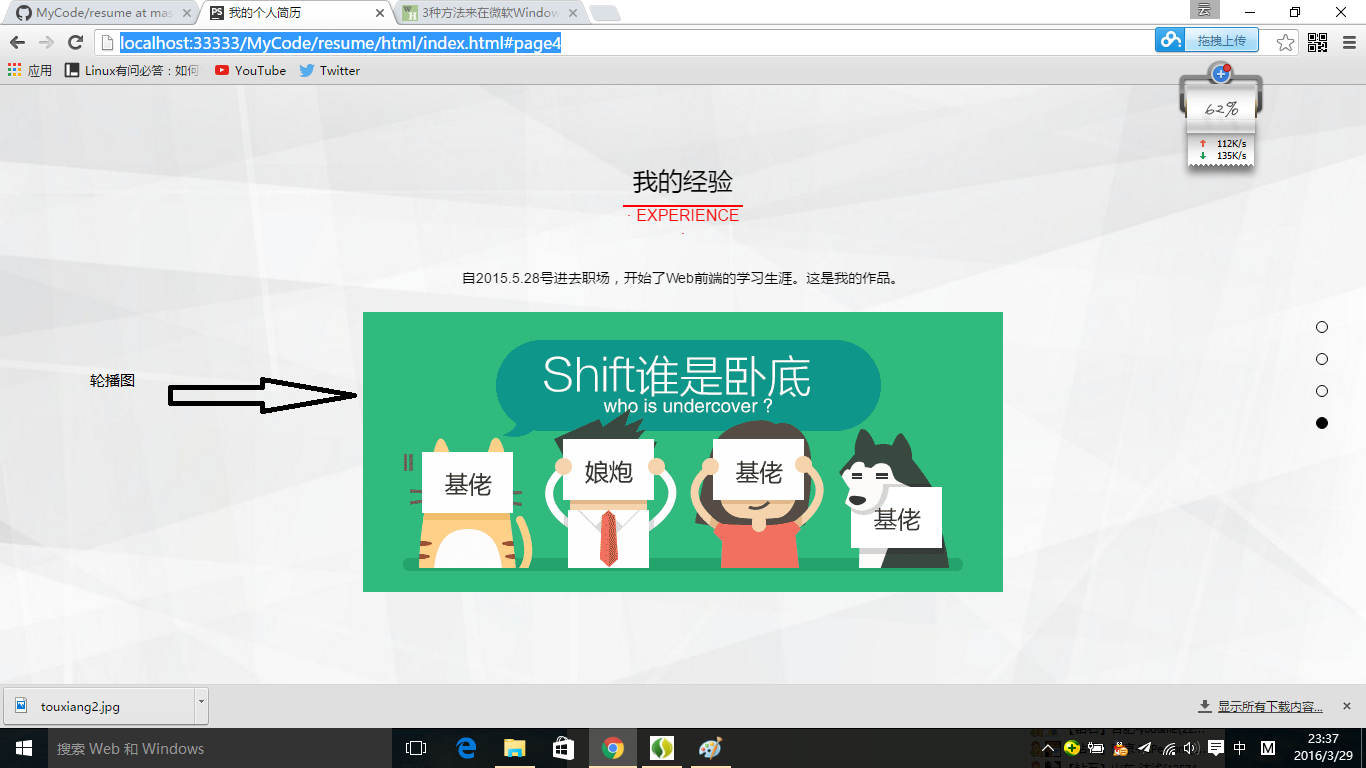 MyCode/resume at mas
我的个人简历
3种方法来在微软Window
云
localhost:33333/MyCode/resume/html/index.html#page4
拖拽上传
应用
Linux有问必答：如何
YouTube
Twitter
62%
112K/s
135K/s
我的经验
· EXPERIENCE
·
自2015.5.28号进去职场，开始了Web前端的学习生涯。这是我的作品。
轮播图
Shift谁是卧底
who is undercover ?
基佬
娘炮
基佬
基佬
touxiang2.jpg
显示所有下载内容...
搜索 Web 和 Windows
中
M
23:37
2016/3/29